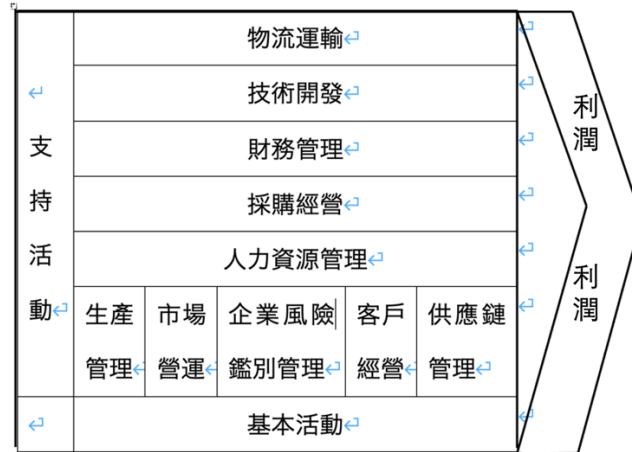 物流運輸
技術開發
財務管理
採購經營
人力資源管理
支
持
活
動
生產
管理
市場
營運
企業風險
鑑別管理
客戶
經營
供應鏈
管理
基本活動
利
潤
利
潤